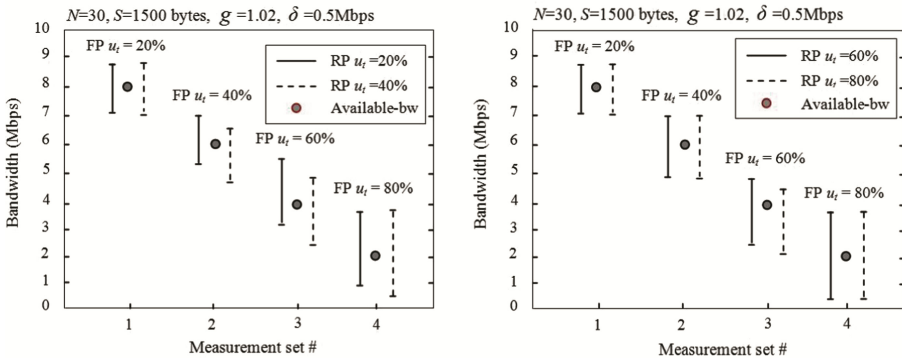 N=30, S=1500 bytes, g =1.02, δ =0.5Mbps
Bandwidth (Mbps)
10
9
8
7
6
5
4
3
2
1
0
FP uₜ = 20%
FP uₜ = 40%
FP uₜ = 60%
FP uₜ = 80%
RP uₜ =20%
RP uₜ =40%
Available-bw
1
2
3
4
Measurement set #
N=30, S=1500 bytes, g =1.02, δ =0.5Mbps
Bandwidth (Mbps)
10
9
8
7
6
5
4
3
2
1
0
FP uₜ = 20%
FP uₜ = 40%
FP uₜ = 60%
FP uₜ = 80%
RP uₜ =60%
RP uₜ =80%
Available-bw
1
2
3
4
Measurement set #